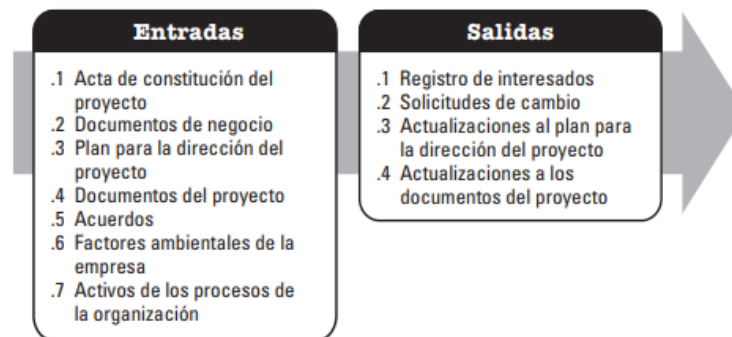 Entradas
.1 Acta de constitución del
proyecto
.2 Documentos de negocio
.3 Plan para la dirección del
proyecto
.4 Documentos del proyecto
.5 Acuerdos
.6 Factores ambientales de la
empresa
.7 Activos de los procesos de
la organización
Salidas
.1 Registro de interesados
.2 Solicitudes de cambio
.3 Actualizaciones al plan para
la dirección del proyecto
.4 Actualizaciones a los
documentos del proyecto